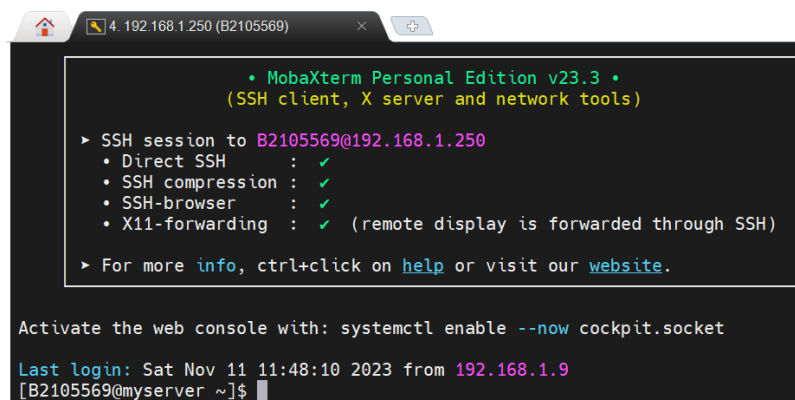 4. 192.168.1.250 (B2105569)
• MobaXterm Personal Edition v23.3 •
(SSH client, X server and network tools)
➤ SSH session to B2105569@192.168.1.250
• Direct SSH : ✔
• SSH compression : ✔
• SSH-browser : ✔
• X11-forwarding : ✔ (remote display is forwarded through SSH)
➤ For more info, ctrl+click on help or visit our website.
Activate the web console with: systemctl enable --now cockpit.socket
Last login: Sat Nov 11 11:48:10 2023 from 192.168.1.9
[B2105569@myserver ~]$